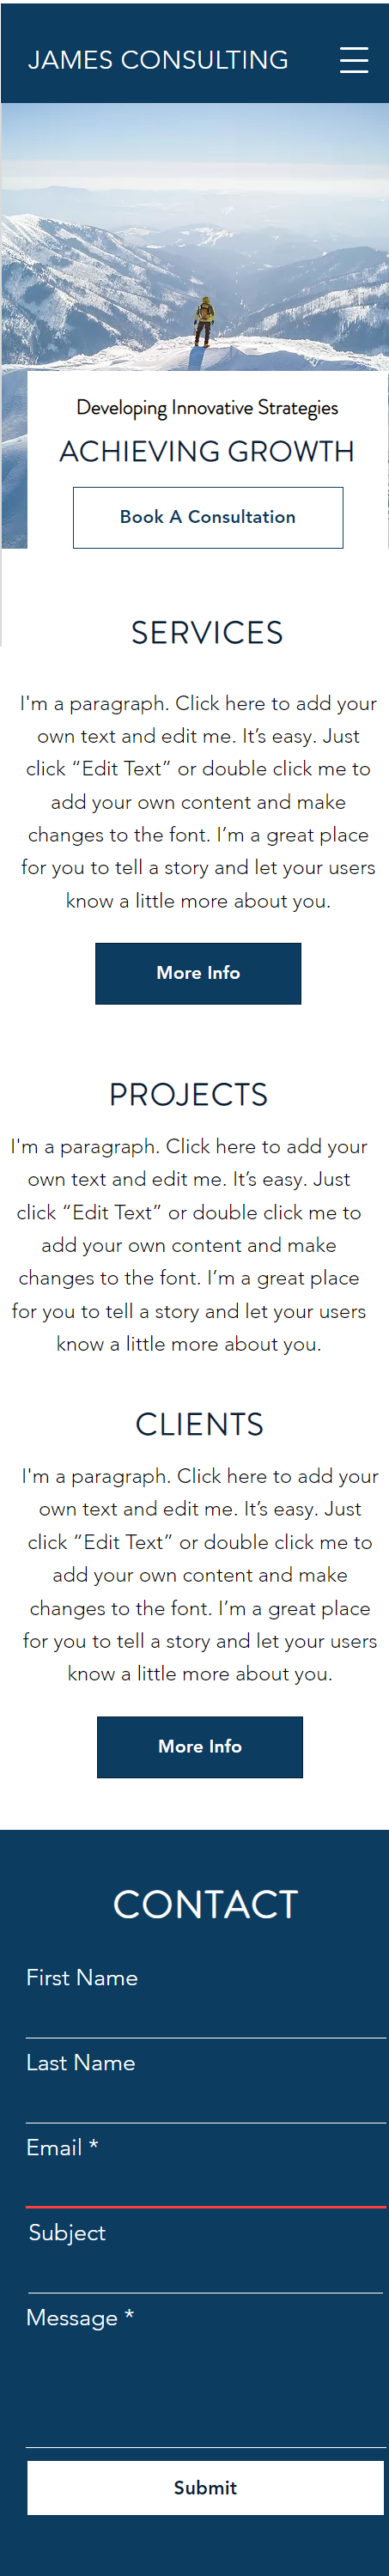 JAMES CONSULTING
Developing Innovative Strategies
ACHIEVING GROWTH
Book A Consultation
SERVICES
I'm a paragraph. Click here to add your
own text and edit me. It’s easy. Just
click “Edit Text” or double click me to
add your own content and make
changes to the font. I’m a great place
for you to tell a story and let your users
know a little more about you.
More Info
PROJECTS
I'm a paragraph. Click here to add your
own text and edit me. It’s easy. Just
click “Edit Text” or double click me to
add your own content and make
changes to the font. I’m a great place
for you to tell a story and let your users
know a little more about you.
CLIENTS
I'm a paragraph. Click here to add your
own text and edit me. It’s easy. Just
click “Edit Text” or double click me to
add your own content and make
changes to the font. I’m a great place
for you to tell a story and let your users
know a little more about you.
More Info
CONTACT
First Name
Last Name
Email *
Subject
Message *
Submit